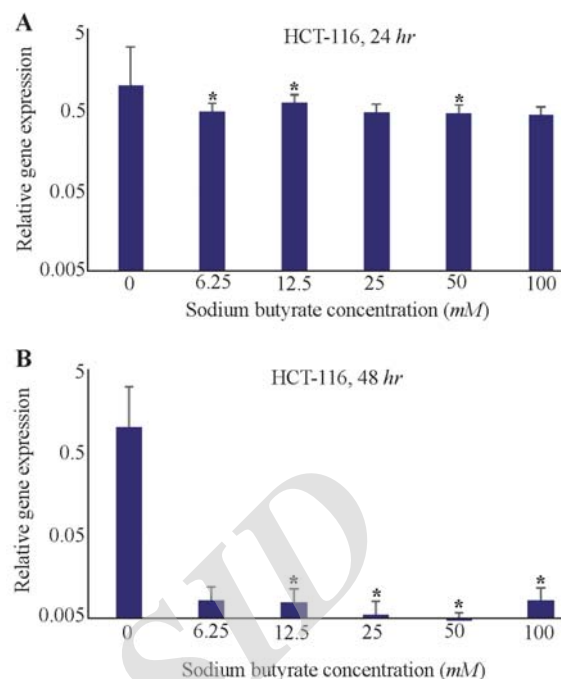 A
HCT-116, 24 hr
Relative gene expression
5
0.5
0.05
0.005
* * *
0 6.25 12.5 25 50 100
Sodium butyrate concentration (mM)
B
HCT-116, 48 hr
Relative gene expression
5
0.5
0.05
0.005
* * * *
0 6.25 12.5 25 50 100
Sodium butyrate concentration (mM)
SID